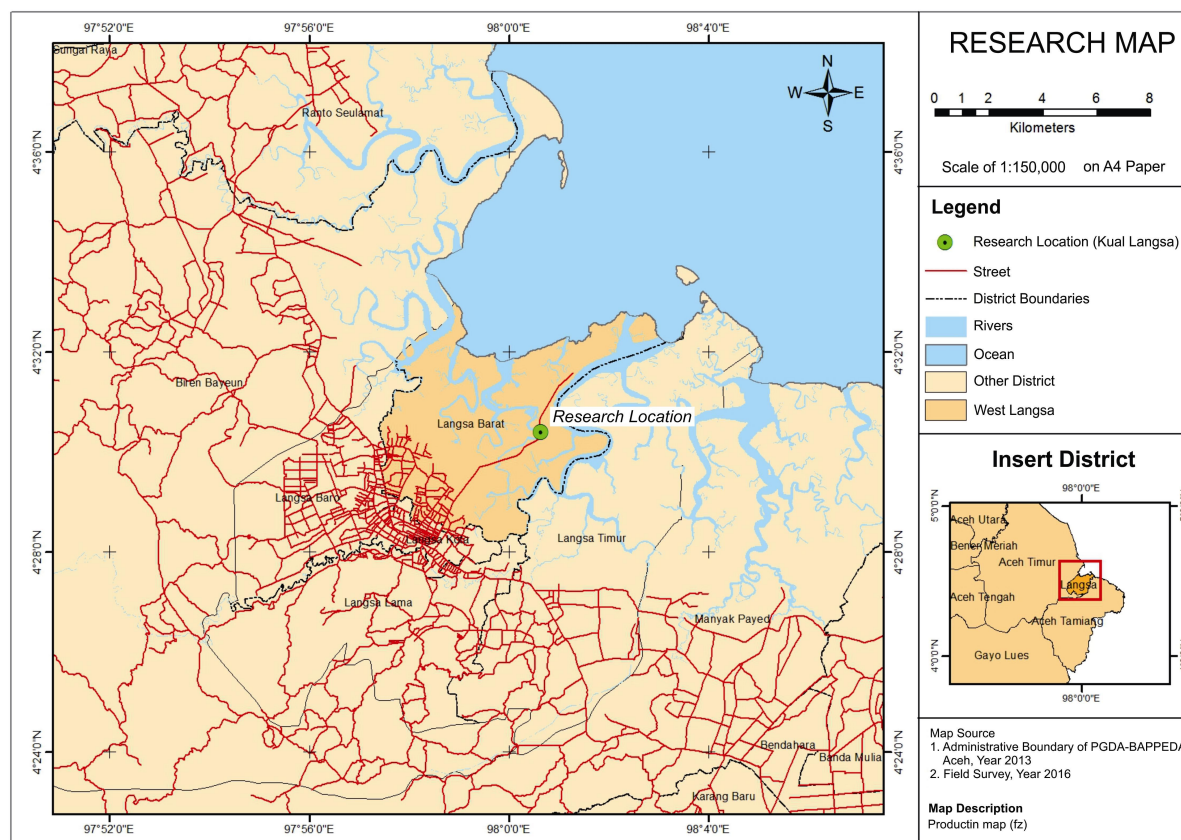 97°52'0"E 97°56'0"E 98°0'0"E 98°4'0"E
Sungai Raya
Ranto Seulamat
N
W E
S
4°36'0"N 4°36'0"N
4°32'0"N 4°32'0"N
Biren Bayeun
Langsa Barat
Research Location
Langsa Baro
Langsa Kota
Langsa Timur
4°28'0"N 4°28'0"N
Langsa Lama
Manyak Payed
Bendahara
4°24'0"N 4°24'0"N
Banda Mulia
Karang Baru
97°52'0"E 97°56'0"E 98°0'0"E 98°4'0"E
RESEARCH MAP
0 1 2 4 6 8
Kilometers
Scale of 1:150,000 on A4 Paper
Legend
Research Location (Kual Langsa)
Street
District Boundaries
Rivers
Ocean
Other District
West Langsa
Insert District
98°0'0"E
5°0'0"N
Aceh Utara
Bener Meriah
Aceh Timur
Langsa
Aceh Tengah
Aceh Tamiang
Gayo Lues
4°0'0"N
98°0'0"E
Map Source
1. Administrative Boundary of PGDA-BAPPEDA
Aceh, Year 2013
2. Field Survey, Year 2016
Map Description
Productin map (fz)